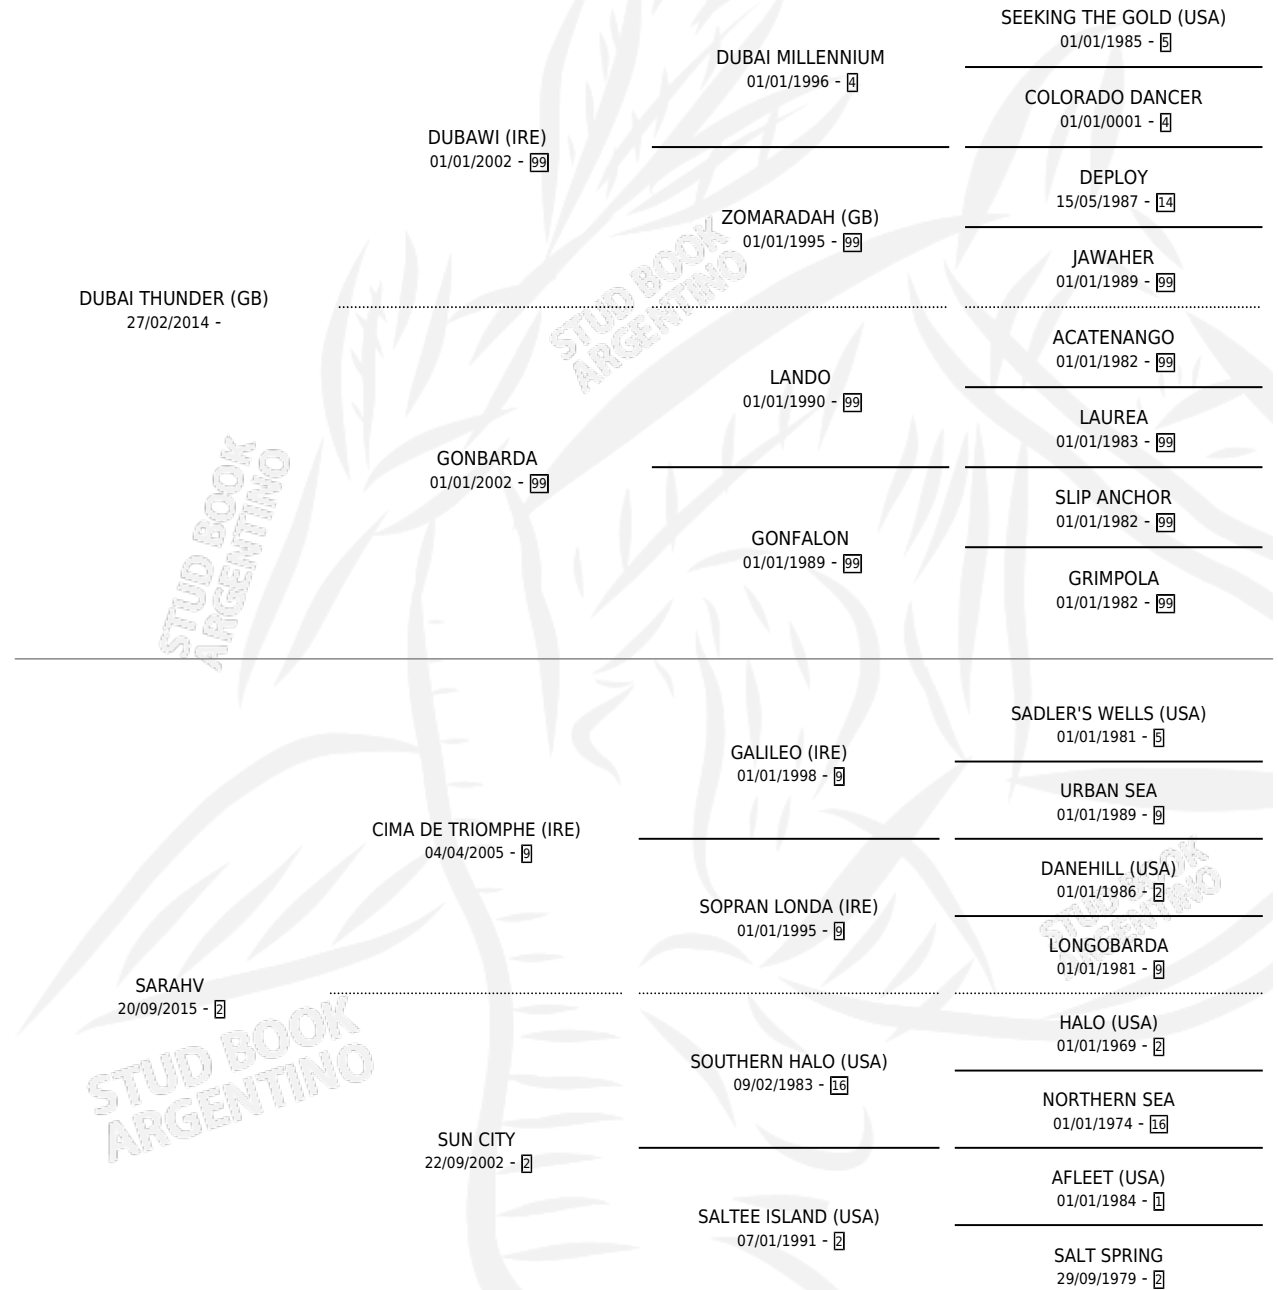 SEEKING THE GOLD (USA)
01/01/1985 - 5
DUBAI MILLENNIUM
01/01/1996 - 4
COLORADO DANCER
01/01/0001 - 4
DUBAWI (IRE)
01/01/2002 - 99
DEPLOY
15/05/1987 - 14
ZOMARADAH (GB)
01/01/1995 - 99
JAWAHER
01/01/1989 - 99
DUBAI THUNDER (GB)
27/02/2014 -
STUD BOOK
ARGENTINO
ACATENANGO
01/01/1982 - 99
LANDO
01/01/1990 - 99
LAUREA
01/01/1983 - 99
GONBARDA
01/01/2002 - 99
SLIP ANCHOR
01/01/1982 - 99
GONFALON
01/01/1989 - 99
GRIMPOLA
01/01/1982 - 99
STUD BOOK
ARGENTINO
SADLER'S WELLS (USA)
01/01/1981 - 5
GALILEO (IRE)
01/01/1998 - 9
URBAN SEA
01/01/1989 - 9
CIMA DE TRIOMPHE (IRE)
04/04/2005 - 9
DANEHILL (USA)
01/01/1986 - 2
SOPRAN LONDA (IRE)
01/01/1995 - 9
STUD BOOK
ARGENTINO
LONGOBARDA
01/01/1981 - 9
SARAHV
20/09/2015 - 2
STUD BOOK
ARGENTINO
HALO (USA)
01/01/1969 - 2
SOUTHERN HALO (USA)
09/02/1983 - 16
NORTHERN SEA
01/01/1974 - 16
SUN CITY
22/09/2002 - 2
AFLEET (USA)
01/01/1984 - 1
SALTEE ISLAND (USA)
07/01/1991 - 2
SALT SPRING
29/09/1979 - 2